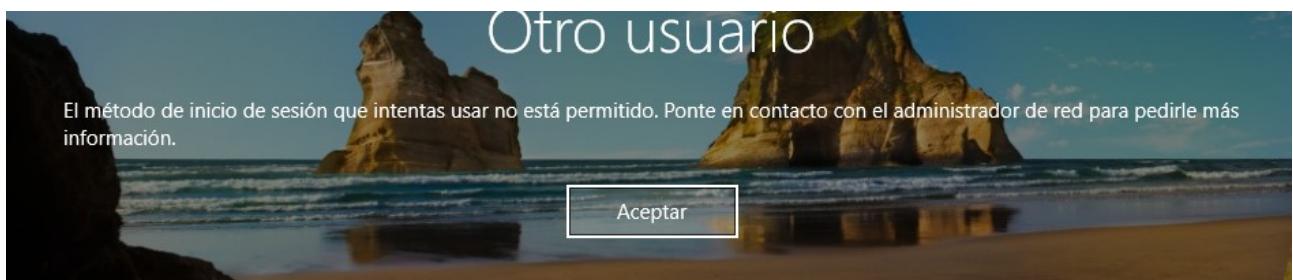 Otro usuario
El método de inicio de sesión que intentas usar no está permitido. Ponte en contacto con el administrador de red para pedirle más
información.
Aceptar